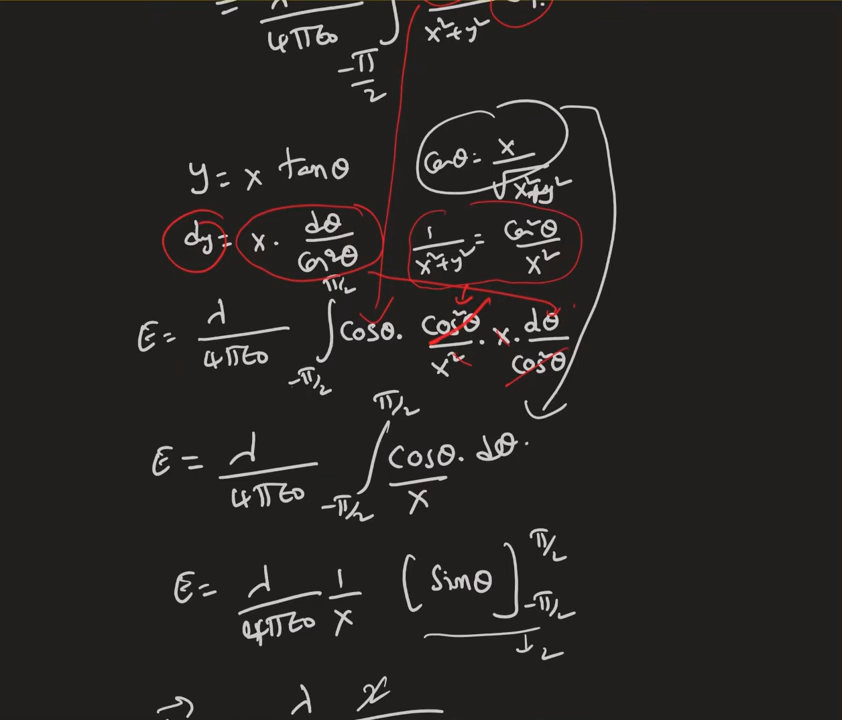 = λ / 4πε0 ∫ -π/2 x²+y²
y = x tanθ Cosθ = x / √x²+y²
dy = x · dθ / Cos²θ 1 / x²+y² = Cos²θ / x²
E = λ / 4πε0 ∫ -π/2 π/2 Cosθ · Cos²θ / x² · x · dθ / Cos²θ
E = λ / 4πε0 ∫ -π/2 π/2 Cosθ · dθ / x
E = λ / 4πε0 1 / x [Sinθ] -π/2 π/2
↓ 2
⇒ λ